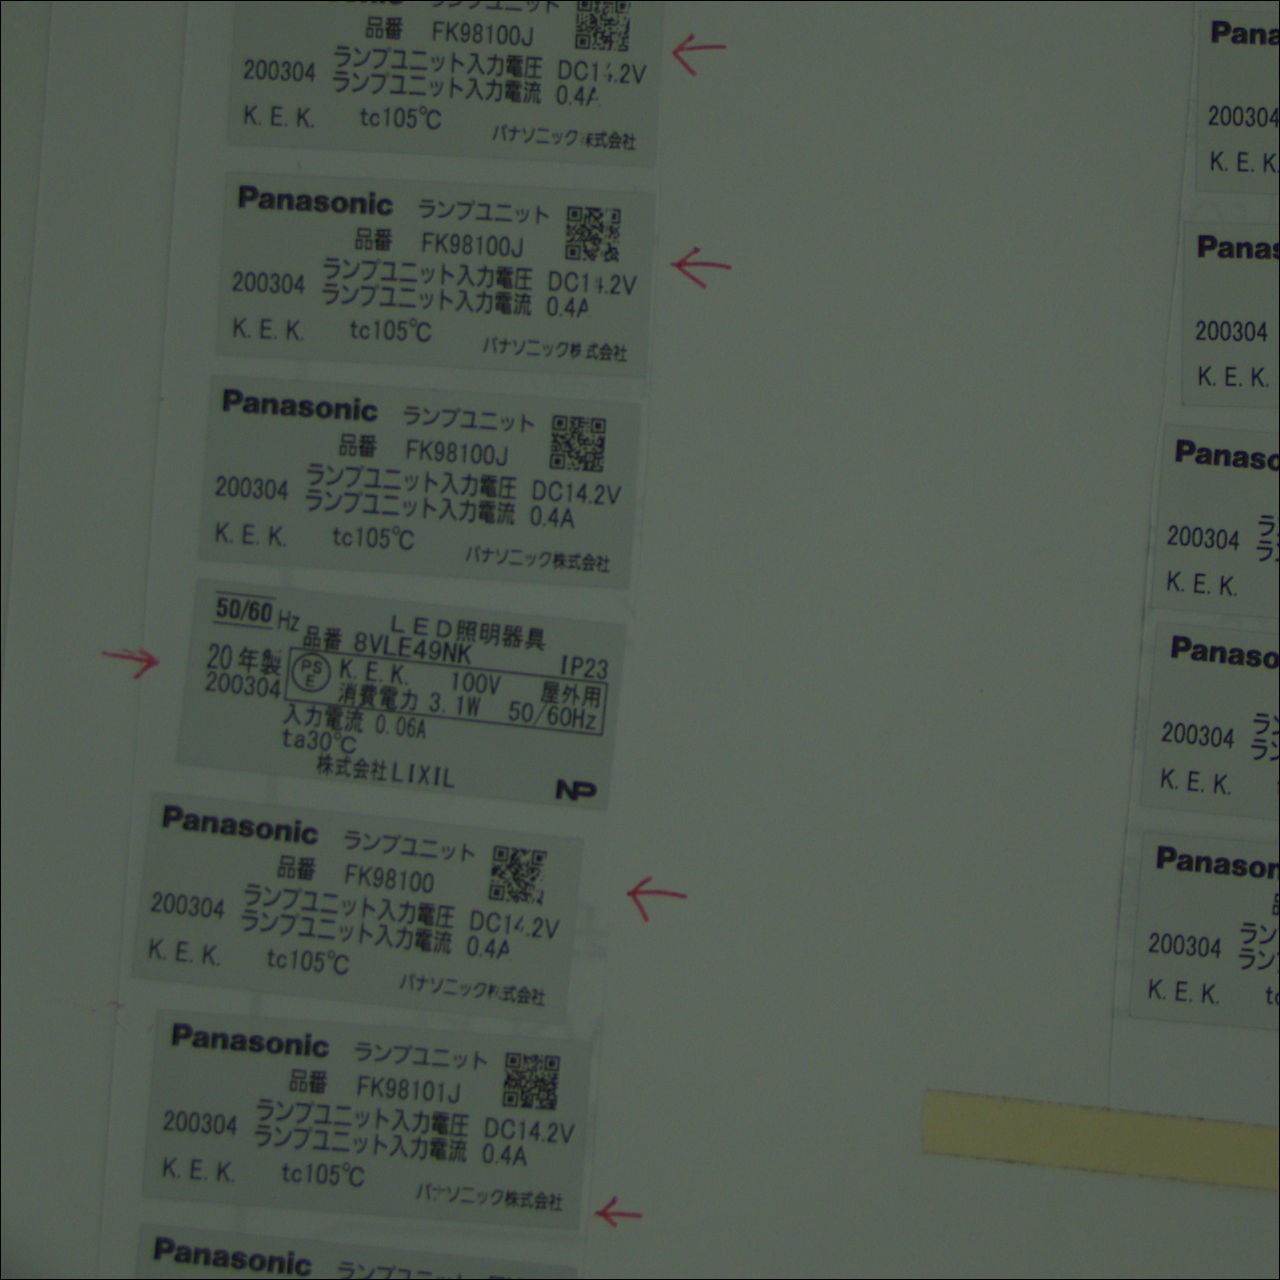 ランプユニット
品番 FK98100J
200304 ランプユニット入力電圧 DC14.2V
ランプユニット入力電流 0.4A
K. E. K. tc105℃
パナソニック株式会社
Panasonic ランプユニット
品番 FK98100J
200304 ランプユニット入力電圧 DC14.2V
ランプユニット入力電流 0.4A
K. E. K. tc105℃
パナソニック株式会社
Panasonic ランプユニット
品番 FK98100J
200304 ランプユニット入力電圧 DC14.2V
ランプユニット入力電流 0.4A
K. E. K. tc105℃
パナソニック株式会社
50/60 Hz LED照明器具
品番 8VLE49NK IP23
20年製 PS E K. E. K. 100V 屋外用
200304 消費電力 3.1W 50/60Hz
入力電流 0.06A
ta30℃
株式会社LIXIL NP
Panasonic ランプユニット
品番 FK98100
200304 ランプユニット入力電圧 DC14.2V
ランプユニット入力電流 0.4A
K. E. K. tc105℃
パナソニック株式会社
Panasonic ランプユニット
品番 FK98101J
200304 ランプユニット入力電圧 DC14.2V
ランプユニット入力電流 0.4A
K. E. K. tc105℃
パナソニック株式会社
Panasonic ランプユニット
Pana
200304
K. E. K.
Panas
200304
K. E. K.
Panaso
200304 ラ
ラ
K. E. K.
Panaso
200304 ラン
ラン
K. E. K.
Panason
200304 ラン
ラン
K. E. K. tc